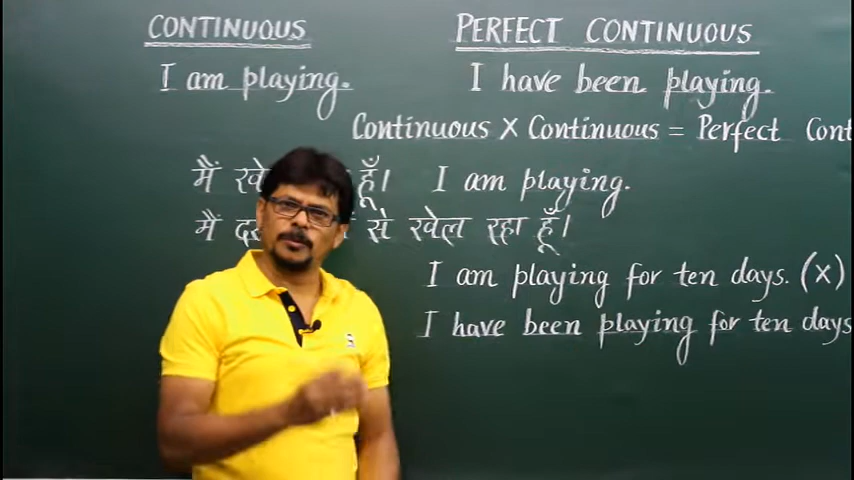 CONTINUOUS PERFECT CONTINUOUS
I am playing. I have been playing.
Continuous X Continuous = Perfect Cont
मैं हूँ। I am playing.
मैं से खेल रहा हूँ।
I am playing for ten days. (x)
I have been playing for ten days